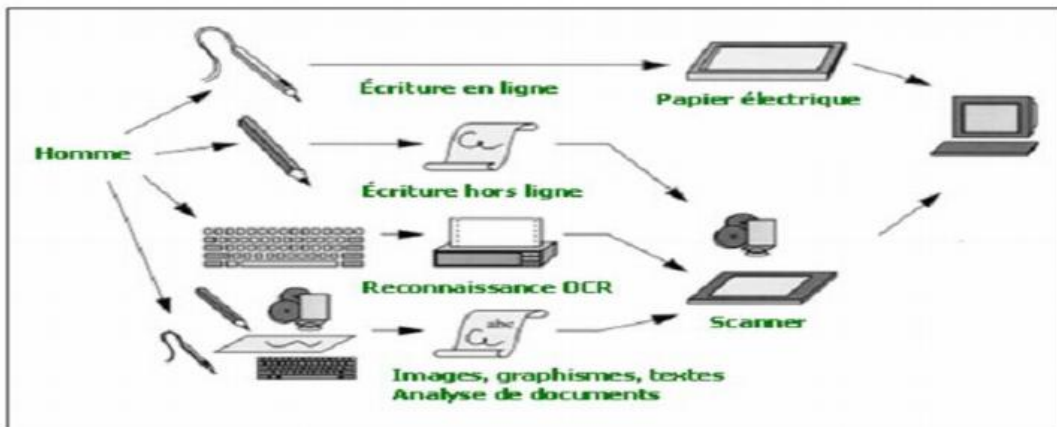 Écriture en ligne
Papier électrique
Homme
Écriture hors ligne
Reconnaissance OCR
Scanner
abc
Images, graphismes, textes
Analyse de documents